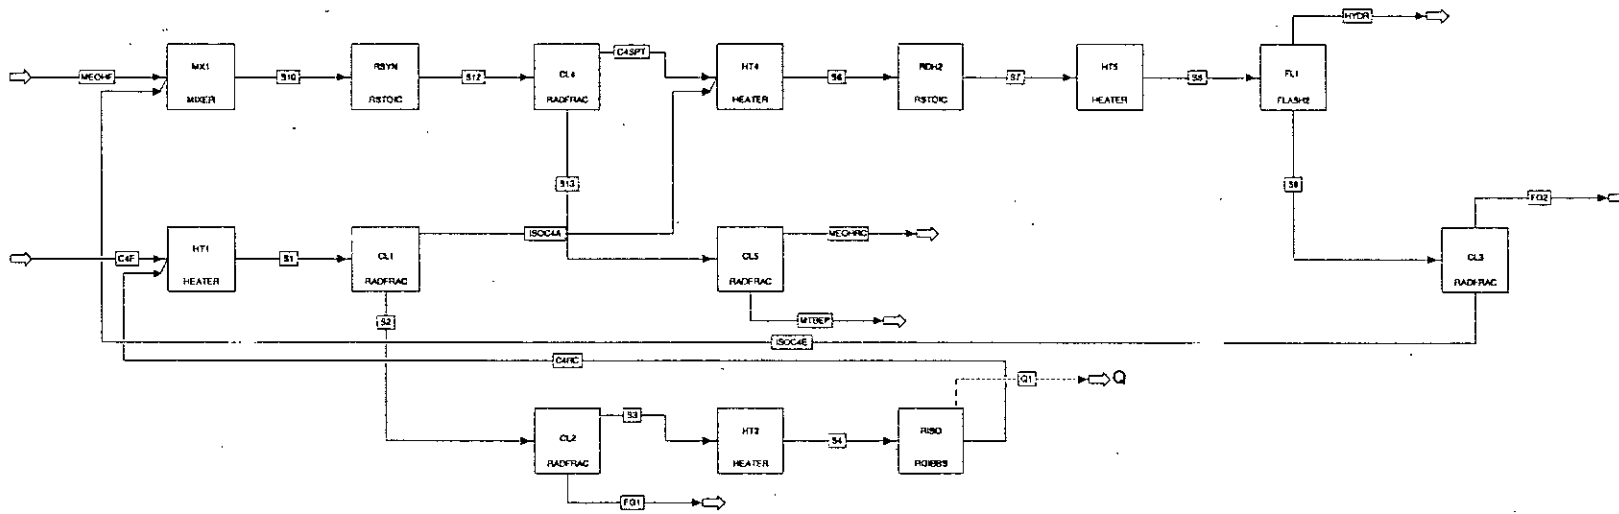 HYDR
MX1
RSYN
CL4
C4SPT
HT4
RDH2
HT5
FL1
MEOHF
S10
S12
S6
S7
S8
MIXER
RSTOIC
RADFRAC
HEATER
RSTOIC
HEATER
FLASH2
S13
S9
FG2
HT1
CL1
ISOC4A
CL5
MEOHRC
CL3
C4F
S1
HEATER
RADFRAC
RADFRAC
RADFRAC
S2
MTBEP
ISOC4E
C4RC
Q1
Q
CL2
S3
HT2
S4
RISO
RADFRAC
HEATER
RGIBBS
FG1